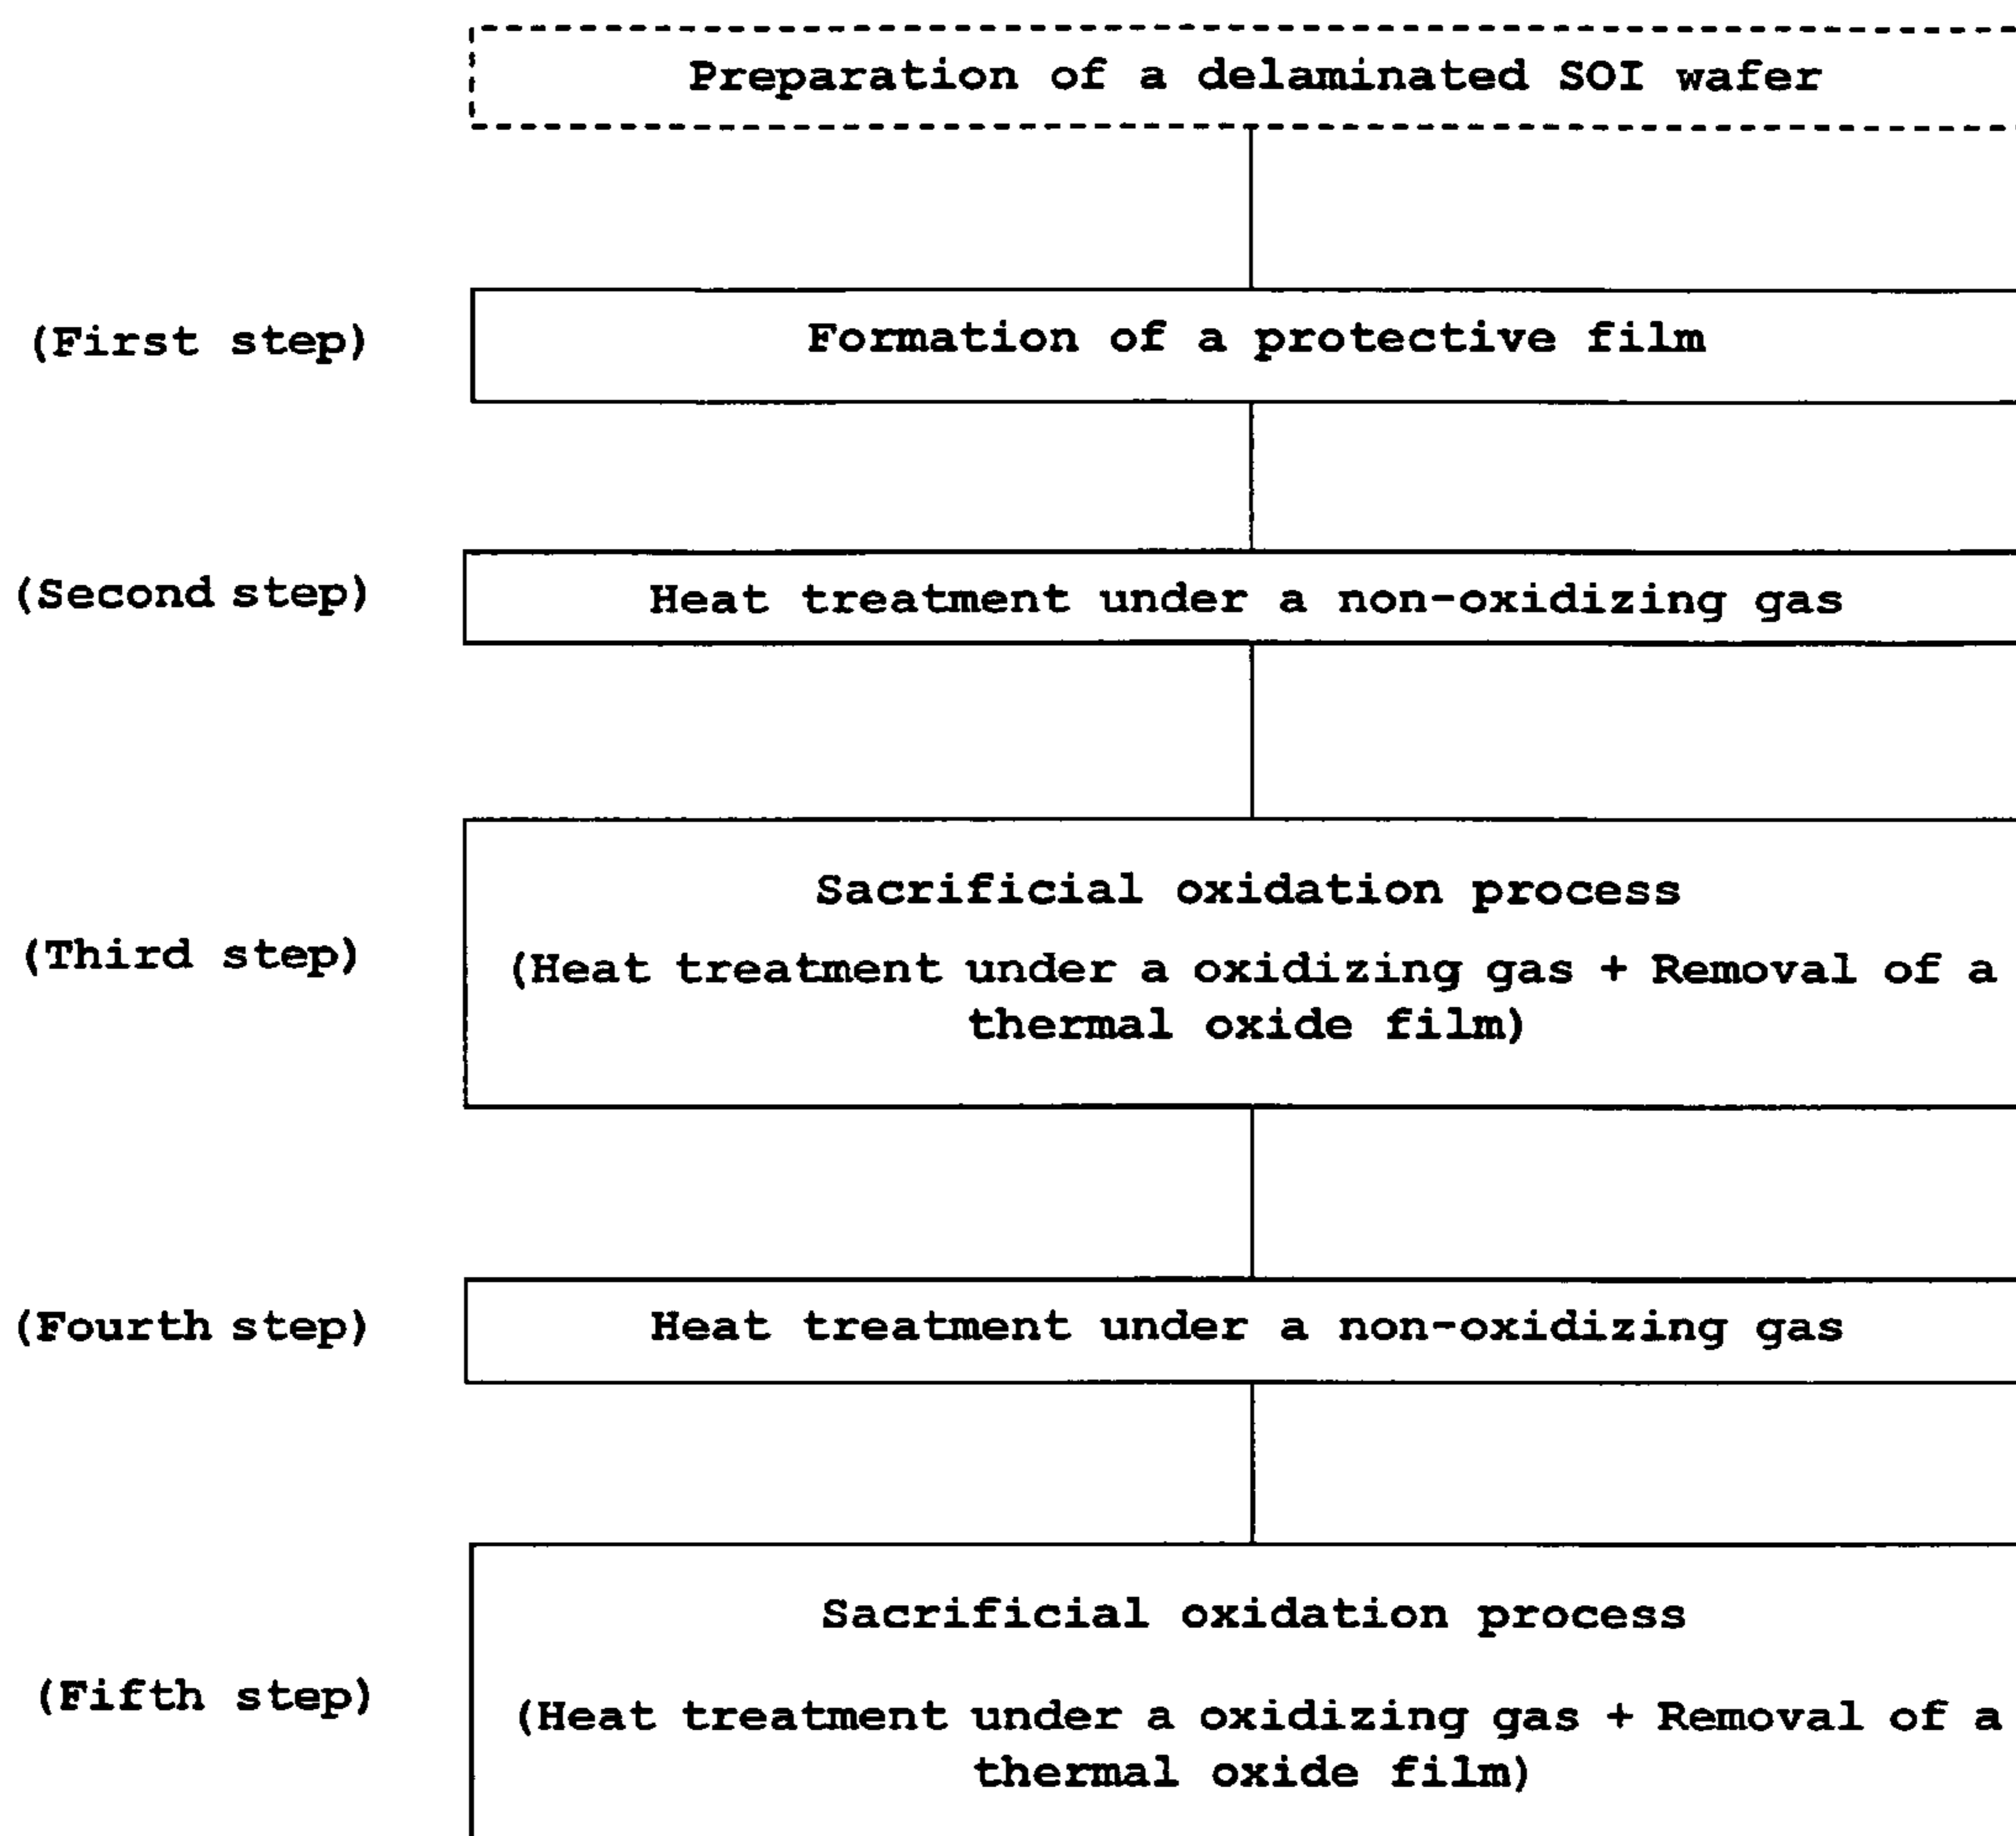 Preparation of a delaminated SOI wafer
(First step)
Formation of a protective film
(Second step)
Heat treatment under a non-oxidizing gas
(Third step)
Sacrificial oxidation process
(Heat treatment under a oxidizing gas + Removal of a
thermal oxide film)
(Fourth step)
Heat treatment under a non-oxidizing gas
(Fifth step)
Sacrificial oxidation process
(Heat treatment under a oxidizing gas + Removal of a
thermal oxide film)